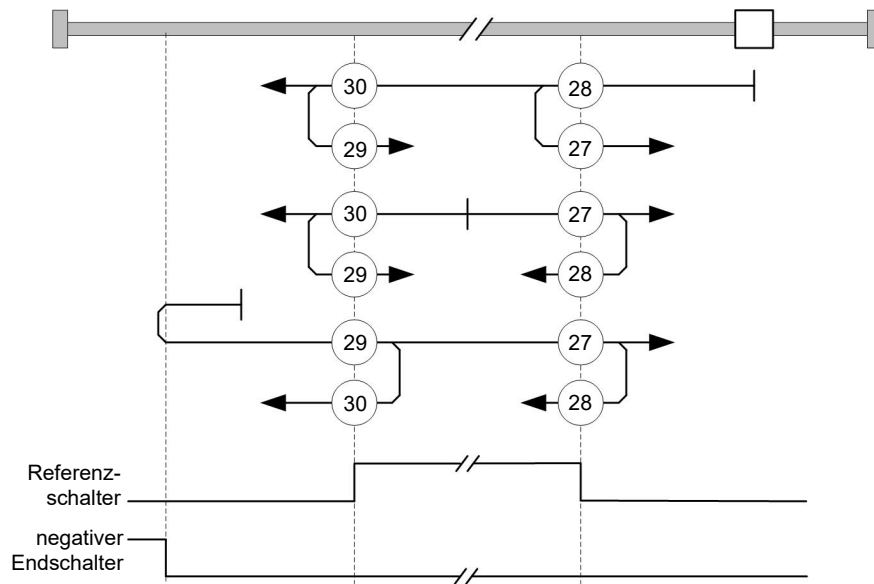 30 28
29 27
30 27
29 28
29 27
30 28
Referenz-
schalter
negativer
Endschalter